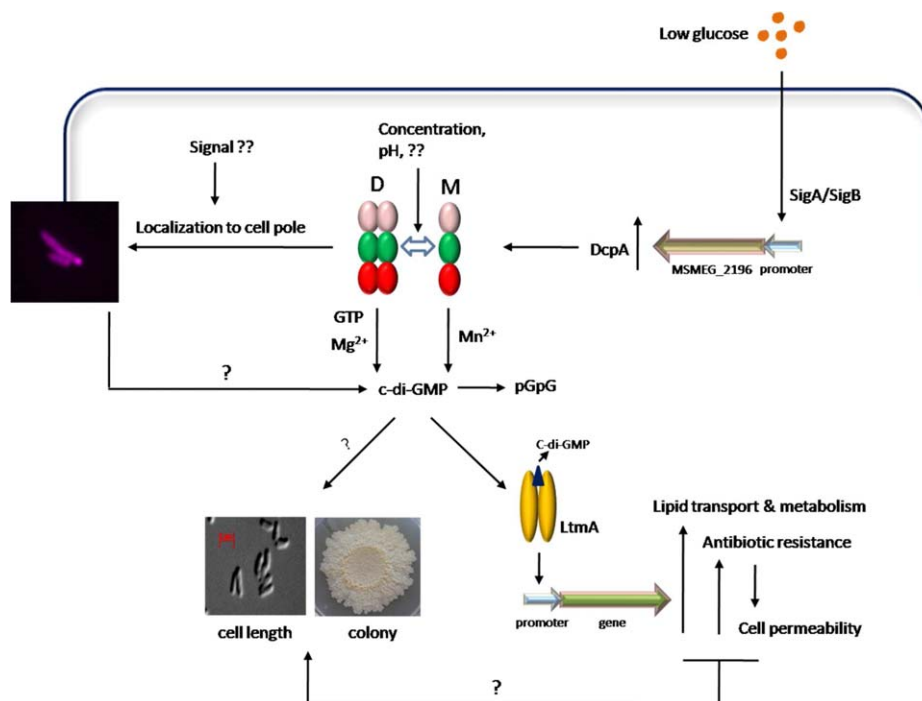 Low glucose
Concentration,
pH, ??
Signal ??
D
M
SigA/SigB
Localization to cell pole
DcpA
MSMEG_2196
promoter
GTP
Mg²⁺
Mn²⁺
?
c-di-GMP
pGpG
?
C-di-GMP
LtmA
Lipid transport & metabolism
Antibiotic resistance
promoter
gene
Cell permeability
cell length
colony
?